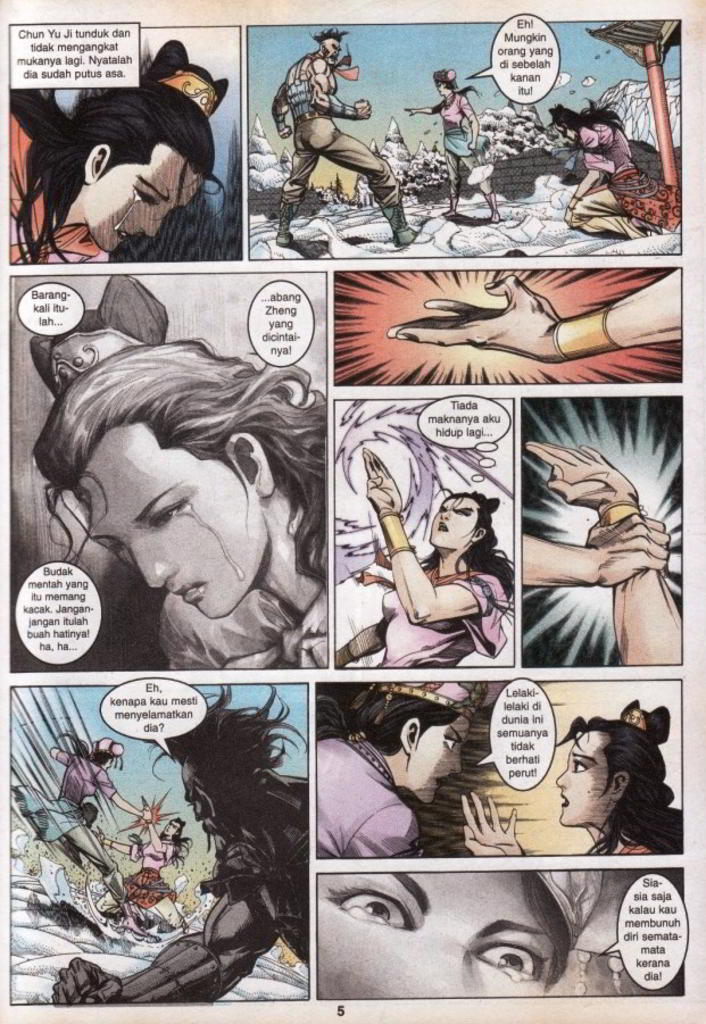 Chun Yu Ji tunduk dan
tidak mengangkat
mukanya lagi. Nyatalah
dia sudah putus asa.
Eh!
Mungkin
orang yang
di sebelah
kanan
itu!
Barang-
kali itu-
lah...
...abang
Zheng
yang
dicintai-
nya!
Budak
mentah yang
itu memang
kacak. Jangan-
jangan itulah
buah hatinya!
ha, ha...
Tiada
maknanya aku
hidup lagi...
Eh,
kenapa kau mesti
menyelamatkan
dia?
Lelaki-
lelaki di
dunia ini
semuanya
tidak
berhati
perut!
Sia-
sia saja
kalau kau
membunuh
diri semata-
mata
kerana
dia!
5